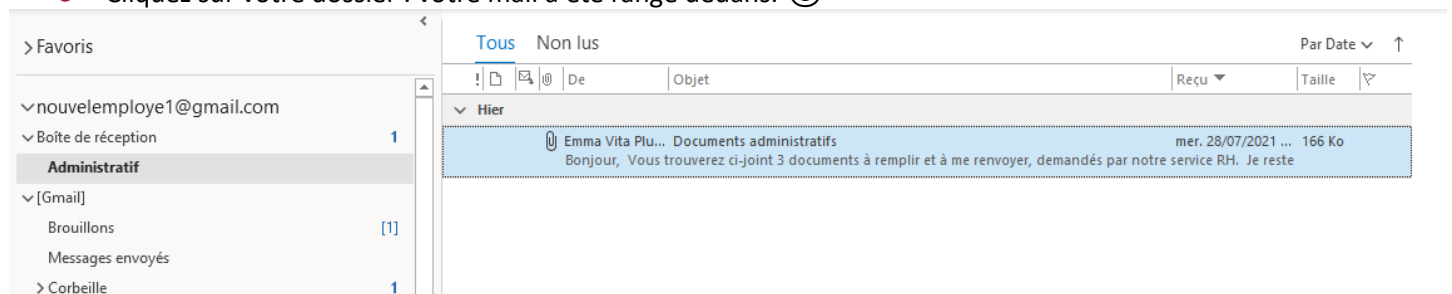 Cliquez sur votre dossier : votre mail a été rangé dedans.
Favoris
Tous Non lus Par Date
! De Objet Reçu Taille
nouvelemploye1@gmail.com
Hier
Boîte de réception 1
Emma Vita Plu... Documents administratifs mer. 28/07/2021 ... 166 Ko
Bonjour, Vous trouverez ci-joint 3 documents à remplir et à me renvoyer, demandés par notre service RH. Je reste
Administratif
[Gmail]
Brouillons [1]
Messages envoyés
Corbeille 1